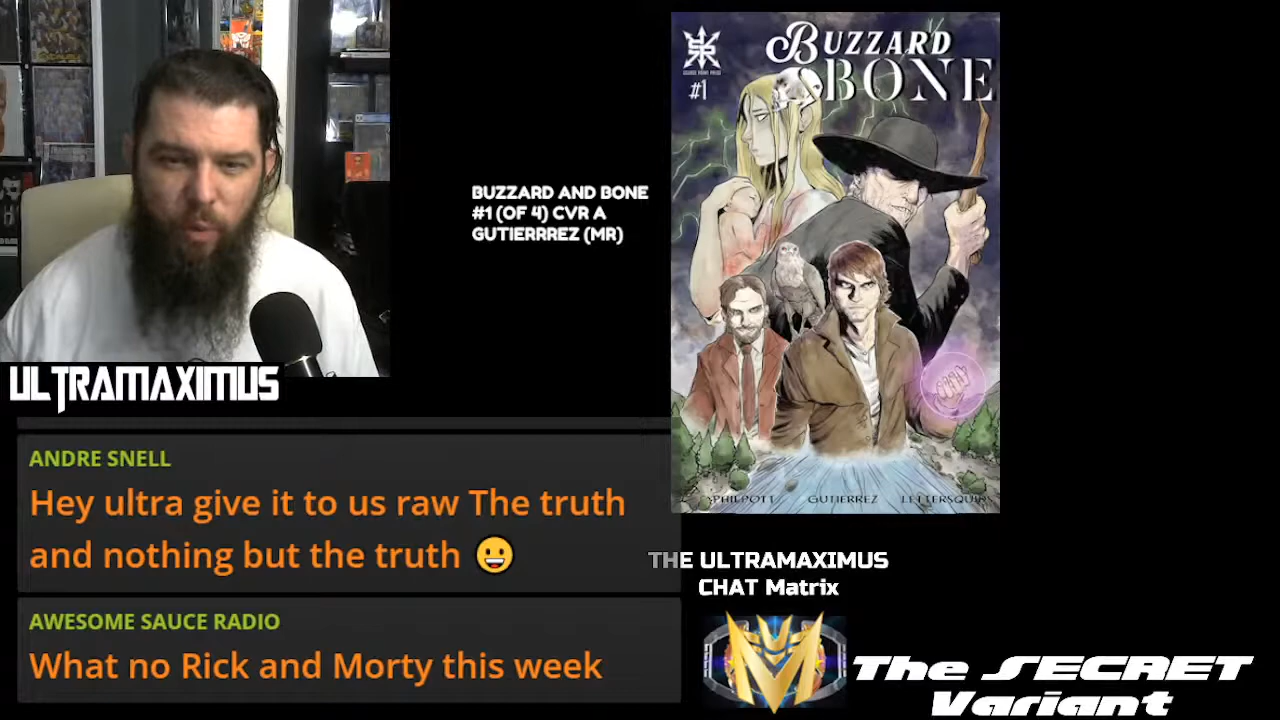 BUZZARD
BONE
#1
BUZZARD AND BONE
#1 (OF 4) CVR A
GUTIERRREZ (MR)
PHILPOTT GUTIERREZ LETTERSQUIDS
ULTRAMAXIMUS
ANDRE SNELL
Hey ultra give it to us raw The truth
and nothing but the truth 😀
AWESOME SAUCE RADIO
What no Rick and Morty this week
THE ULTRAMAXIMUS
CHAT Matrix
The SECRET
Variant